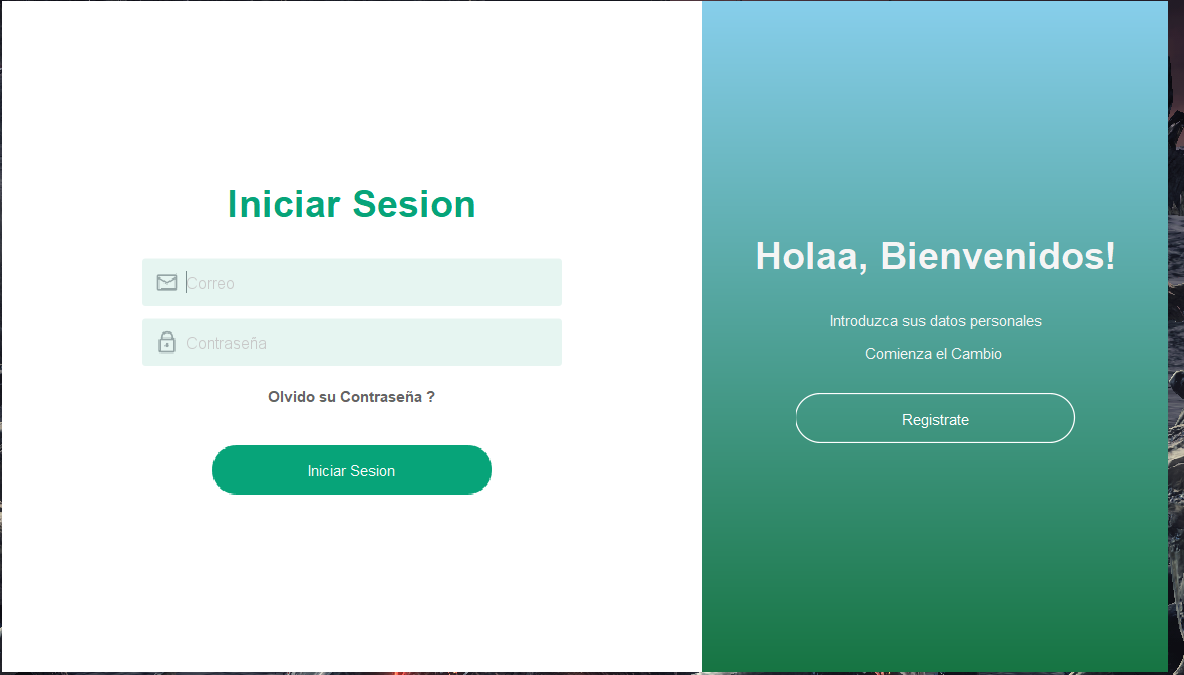 Iniciar Sesion
Correo
Contraseña
Olvido su Contraseña ?
Iniciar Sesion
Holaa, Bienvenidos!
Introduzca sus datos personales
Comienza el Cambio
Registrate